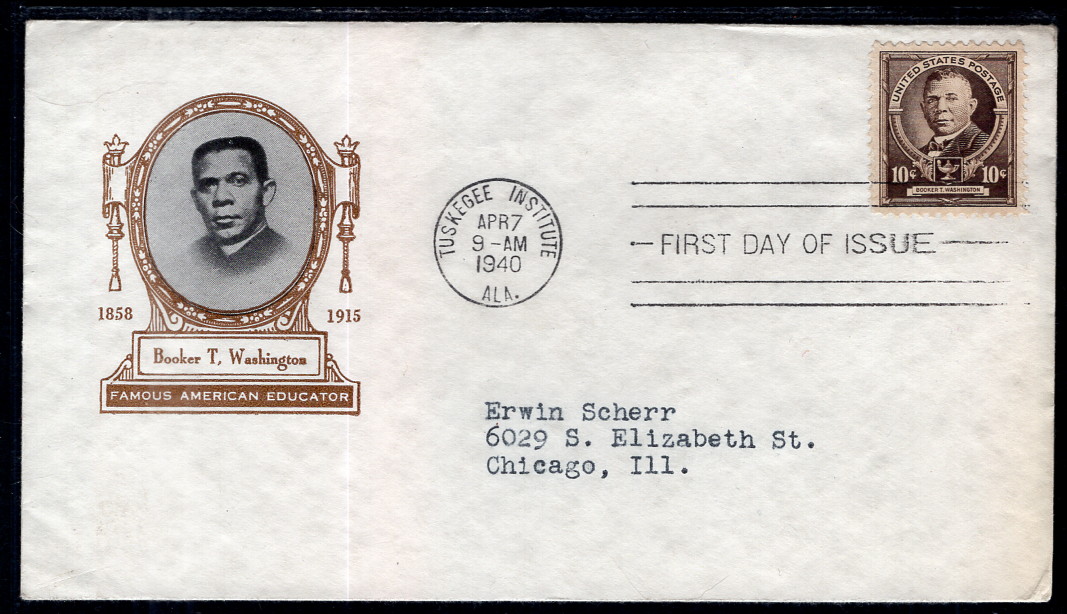 UNITED STATES POSTAGE
10¢ 10¢
BOOKER T. WASHINGTON
TUSKEGEE INSTITUTE
APR 7
9-AM
1940
ALA.
FIRST DAY OF ISSUE
1858 1915
Booker T. Washington
FAMOUS AMERICAN EDUCATOR
Erwin Scherr
6029 S. Elizabeth St.
Chicago, Ill.